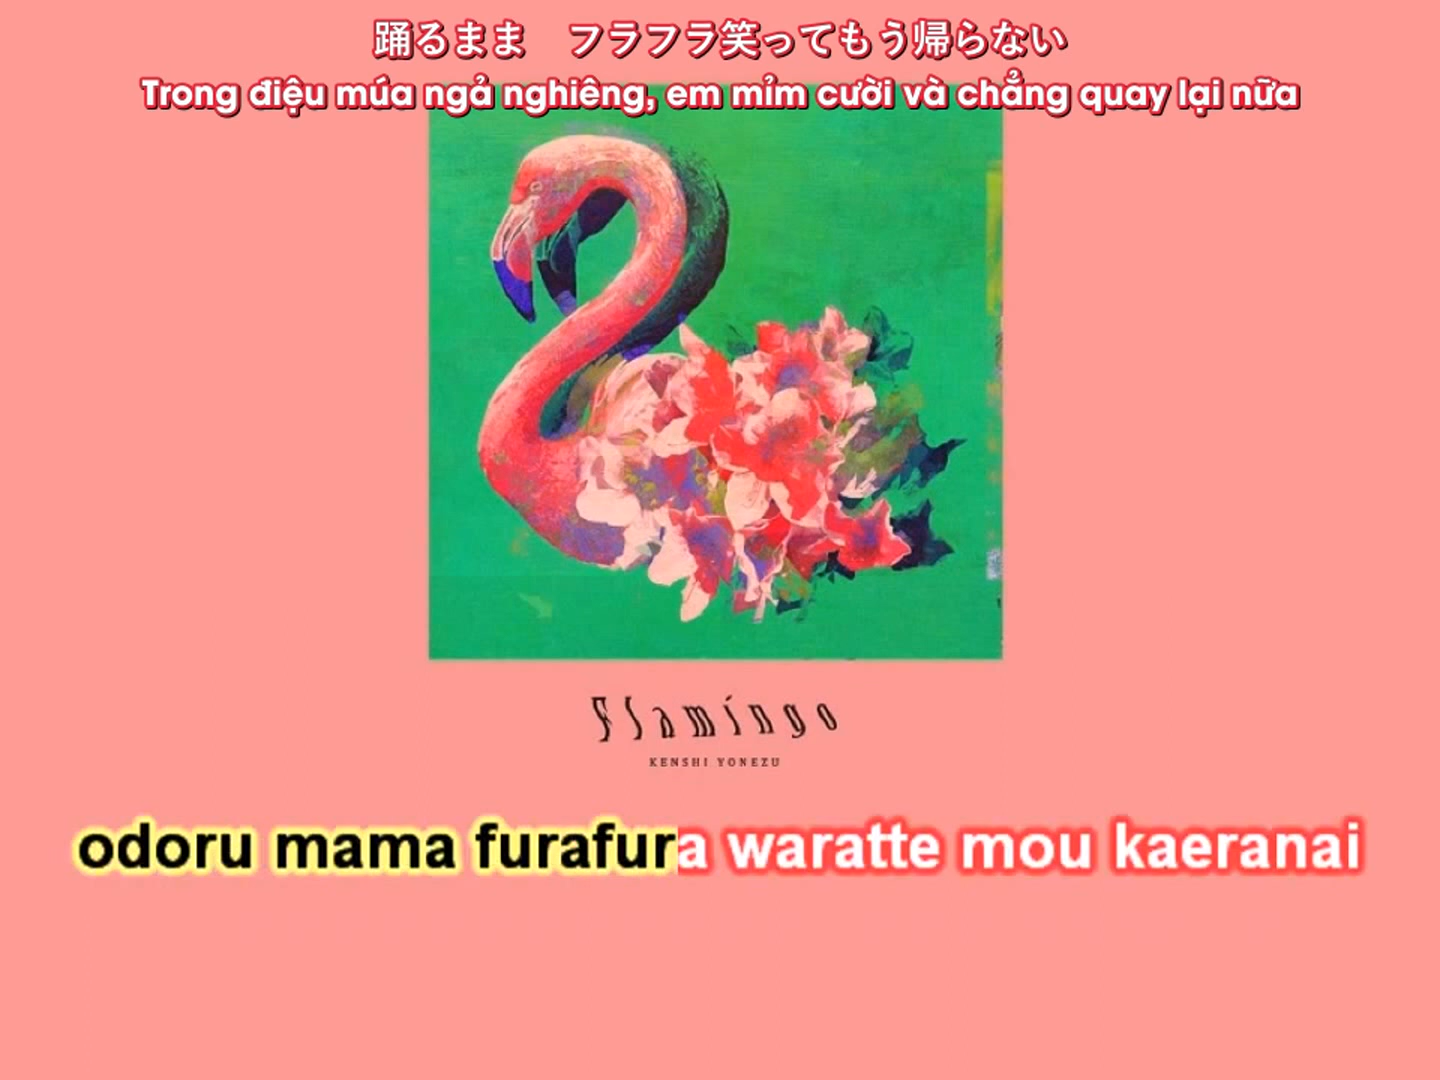 踊るまま　フラフラ笑ってもう帰らない
Trong điệu múa ngả nghiêng, em mỉm cười và chẳng quay lại nữa
Flamingo
KENSHI YONEZU
odoru mama furafura waratte mou kaeranai